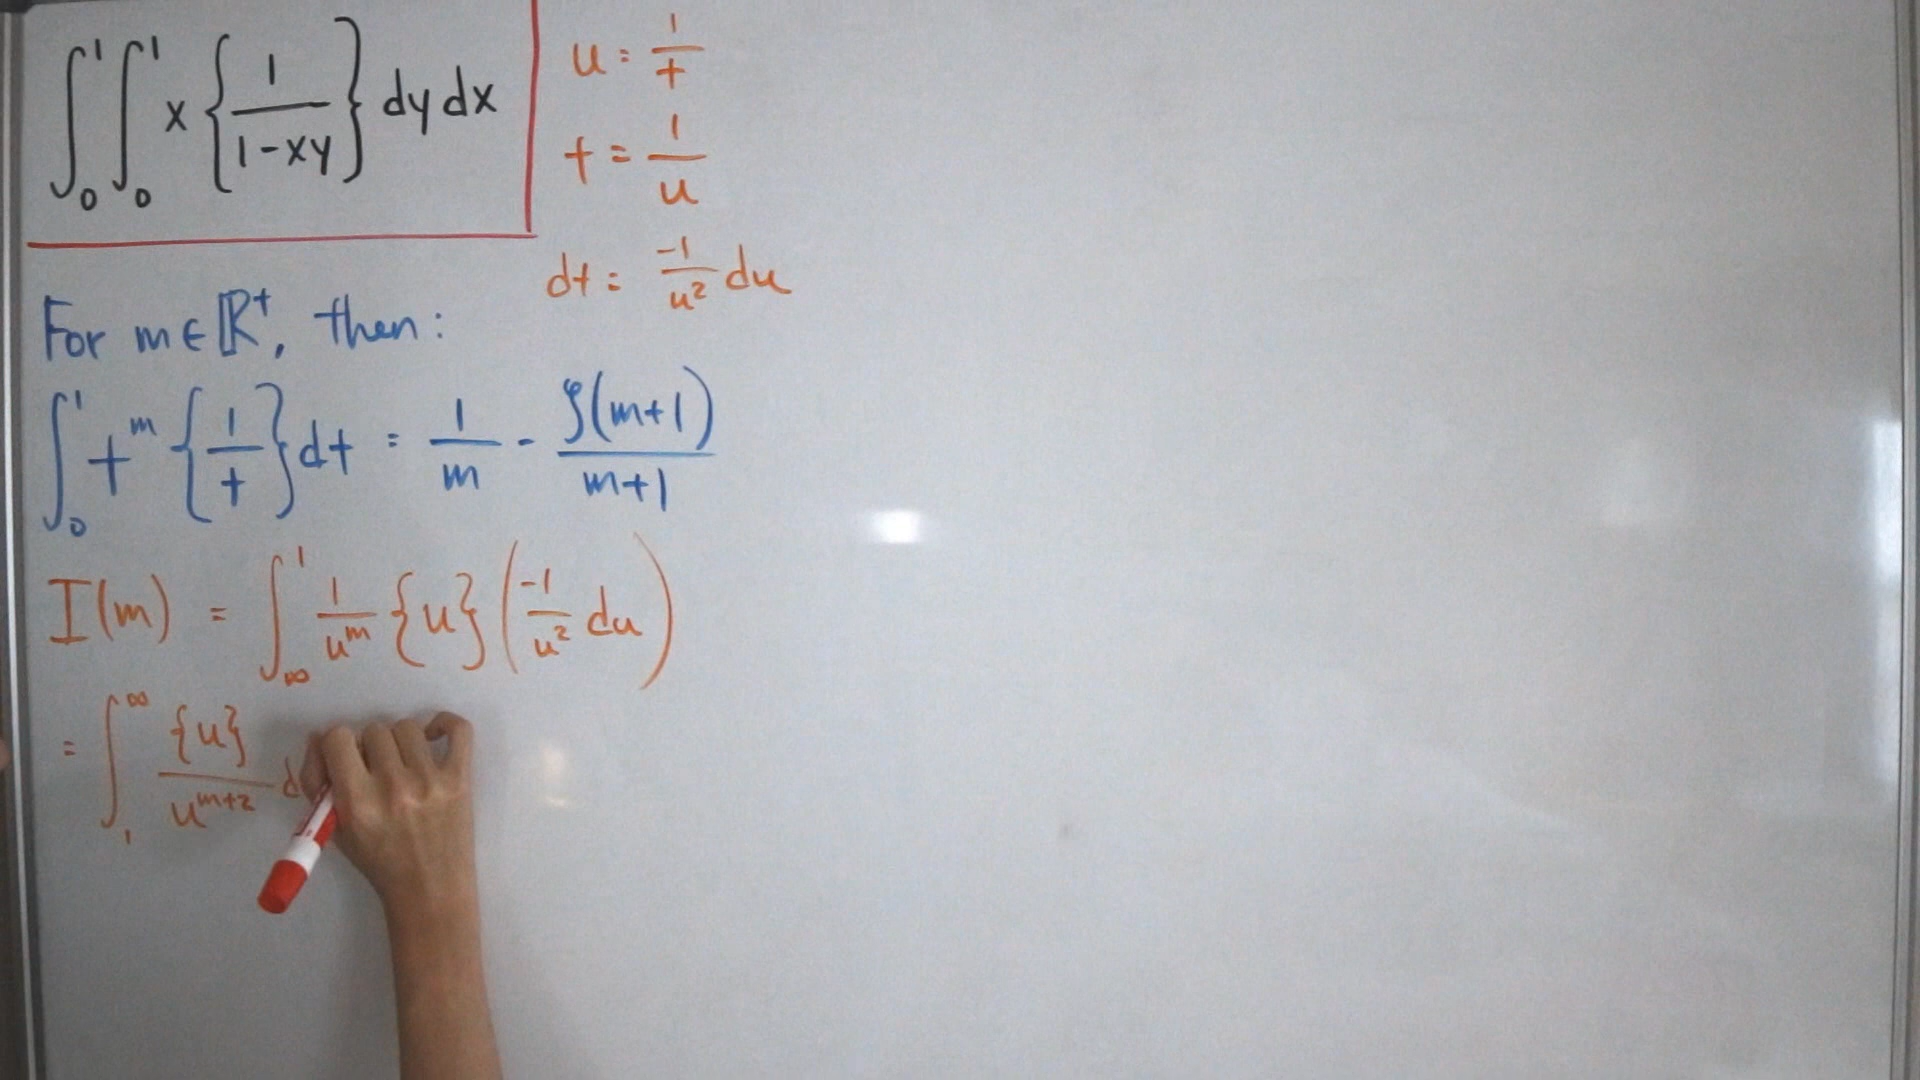 ∫₀¹ ∫₀¹ x {1/(1-xy)} dy dx
u = 1/t
t = 1/u
dt = -1/u² du
For m ∈ ℝ⁺, then:
∫₀¹ t^m {1/t} dt = 1/m - ζ(m+1)/(m+1)
I(m) = ∫_∞^1 1/u^m {u} (-1/u² du)
= ∫₁^∞ {u}/u^(m+2) d